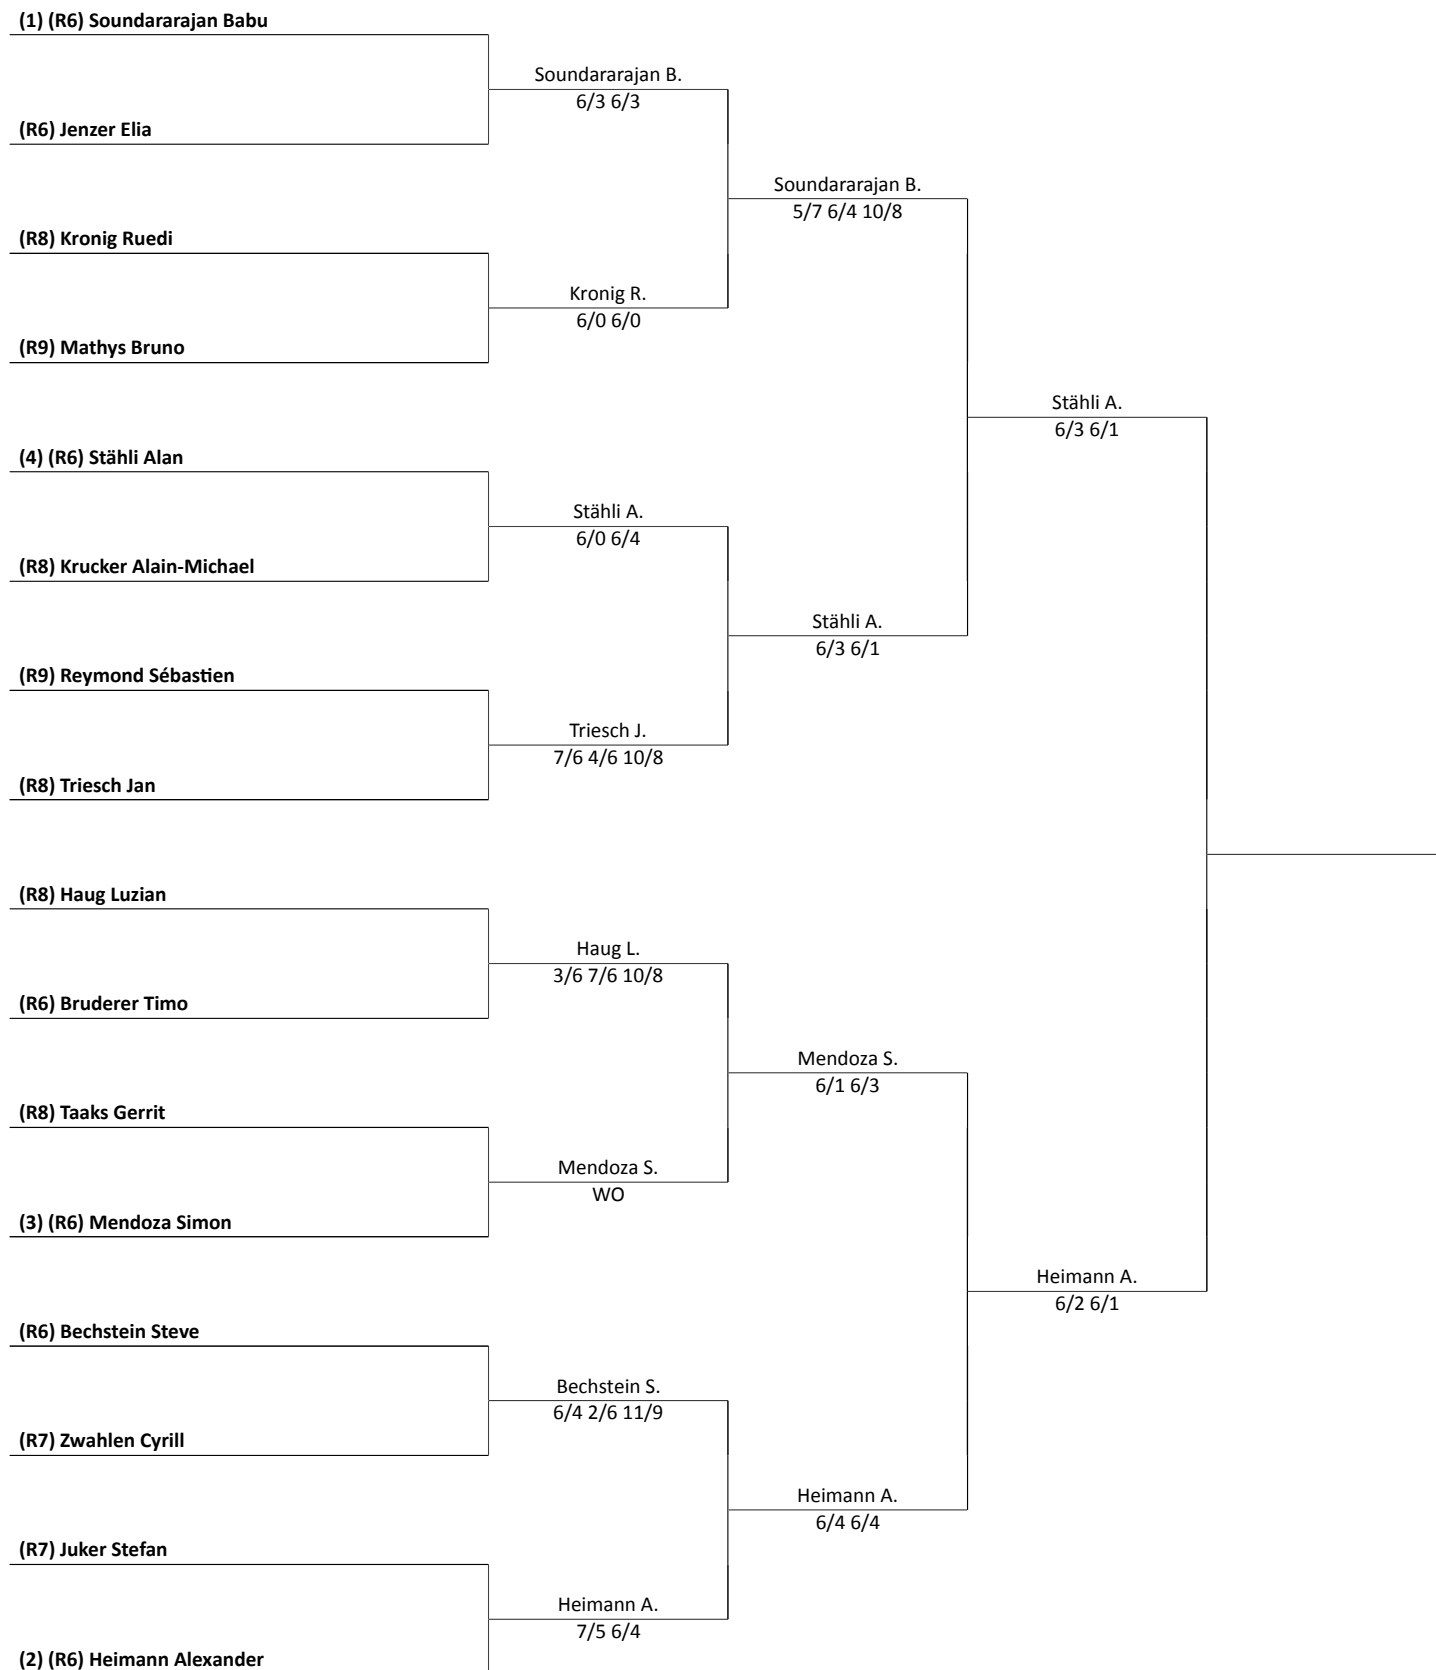 (1) (R6) Soundararajan Babu
Soundararajan B.
6/3 6/3
(R6) Jenzer Elia
Soundararajan B.
5/7 6/4 10/8
(R8) Kronig Ruedi
Kronig R.
6/0 6/0
(R9) Mathys Bruno
Stähli A.
6/3 6/1
(4) (R6) Stähli Alan
Stähli A.
6/0 6/4
(R8) Krucker Alain-Michael
Stähli A.
6/3 6/1
(R9) Reymond Sébastien
Triesch J.
7/6 4/6 10/8
(R8) Triesch Jan
(R8) Haug Luzian
Haug L.
3/6 7/6 10/8
(R6) Bruderer Timo
Mendoza S.
6/1 6/3
(R8) Taaks Gerrit
Mendoza S.
WO
(3) (R6) Mendoza Simon
Heimann A.
6/2 6/1
(R6) Bechstein Steve
Bechstein S.
6/4 2/6 11/9
(R7) Zwahlen Cyrill
Heimann A.
6/4 6/4
(R7) Juker Stefan
Heimann A.
7/5 6/4
(2) (R6) Heimann Alexander